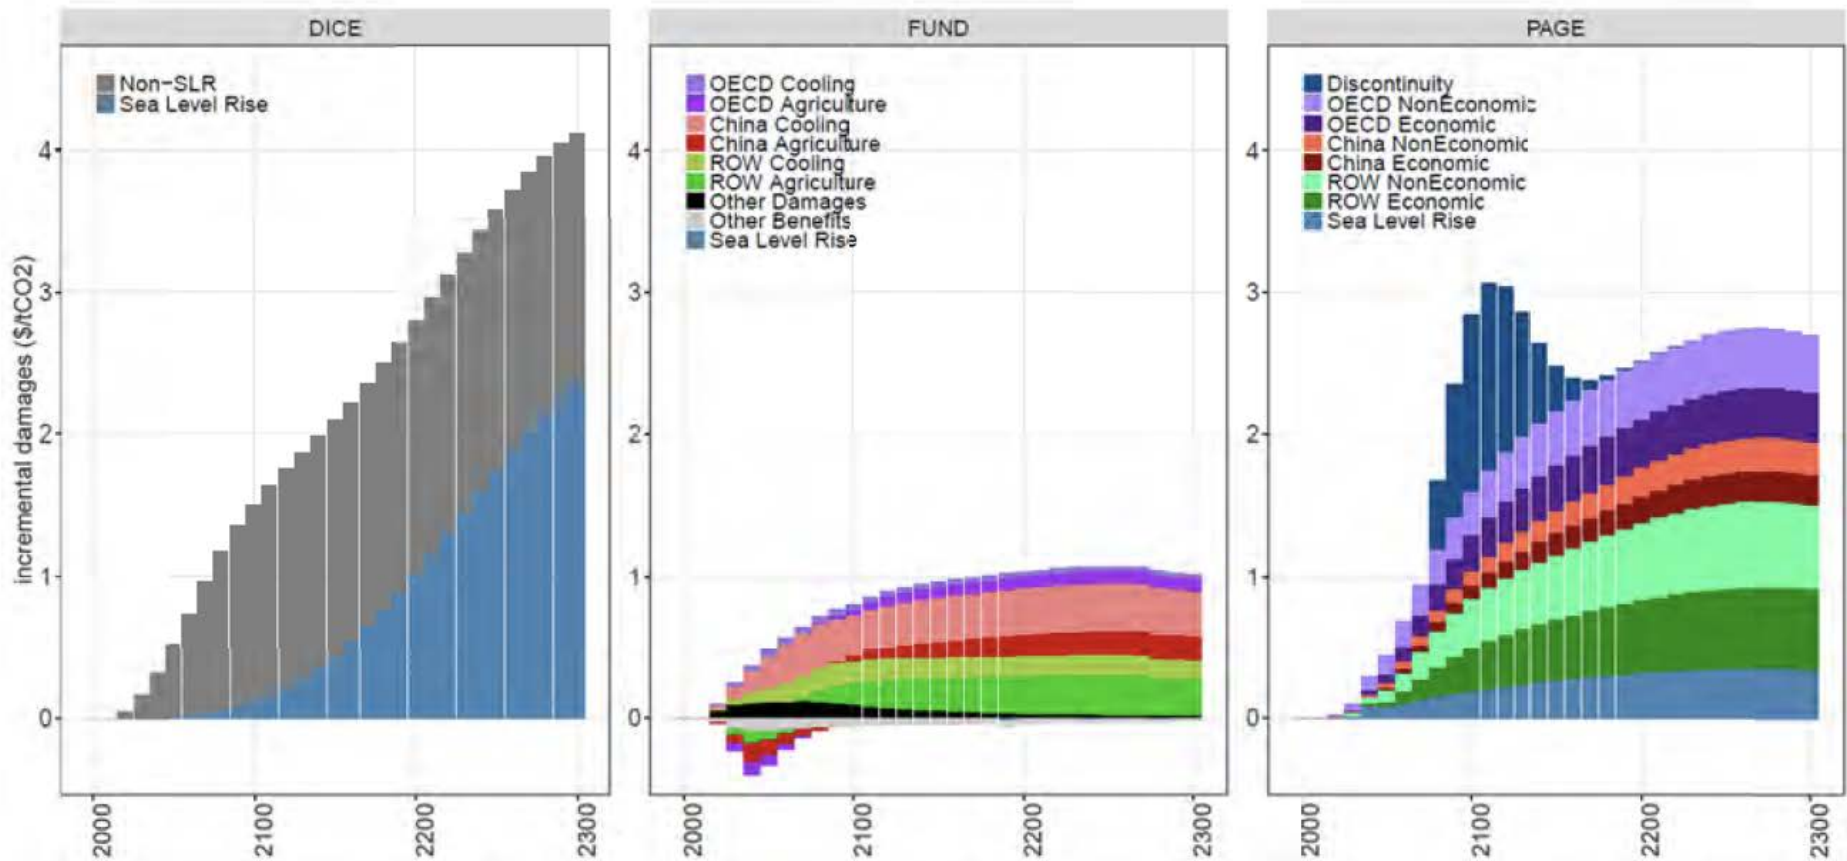 DICE
Non-SLR
Sea Level Rise
FUND
OECD Cooling
OECD Agriculture
China Cooling
China Agriculture
ROW Cooling
ROW Agriculture
Other Damages
Other Benefits
Sea Level Rise
PAGE
Discontinuity
OECD NonEconomic
OECD Economic
China NonEconomic
China Economic
ROW NonEconomic
ROW Economic
Sea Level Rise
incremental damages ($/tCO2)
4
3
2
1
0
4
3
2
1
0
4
3
2
1
0
2000
2100
2200
2300
2000
2100
2200
2300
2000
2100
2200
2300